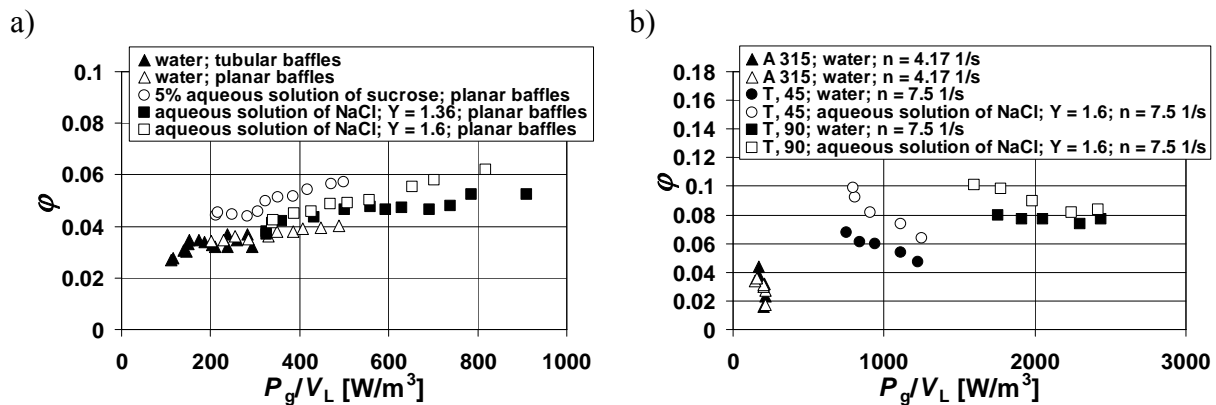 a)
▲ water; tubular baffles
△ water; planar baffles
○ 5% aqueous solution of sucrose; planar baffles
■ aqueous solution of NaCl; Y = 1.36; planar baffles
□ aqueous solution of NaCl; Y = 1.6; planar baffles
0.1
0.08
0.06
0.04
0.02
0
φ
0 200 400 600 800 1000
Pg/VL [W/m³]
b)
▲ A 315; water; n = 4.17 1/s
△ A 315; water; n = 4.17 1/s
● T, 45; water; n = 7.5 1/s
○ T, 45; aqueous solution of NaCl; Y = 1.6; n = 7.5 1/s
■ T, 90; water; n = 7.5 1/s
□ T, 90; aqueous solution of NaCl; Y = 1.6; n = 7.5 1/s
0.18
0.16
0.14
0.12
0.1
0.08
0.06
0.04
0.02
0
φ
0 1000 2000 3000
Pg/VL [W/m³]